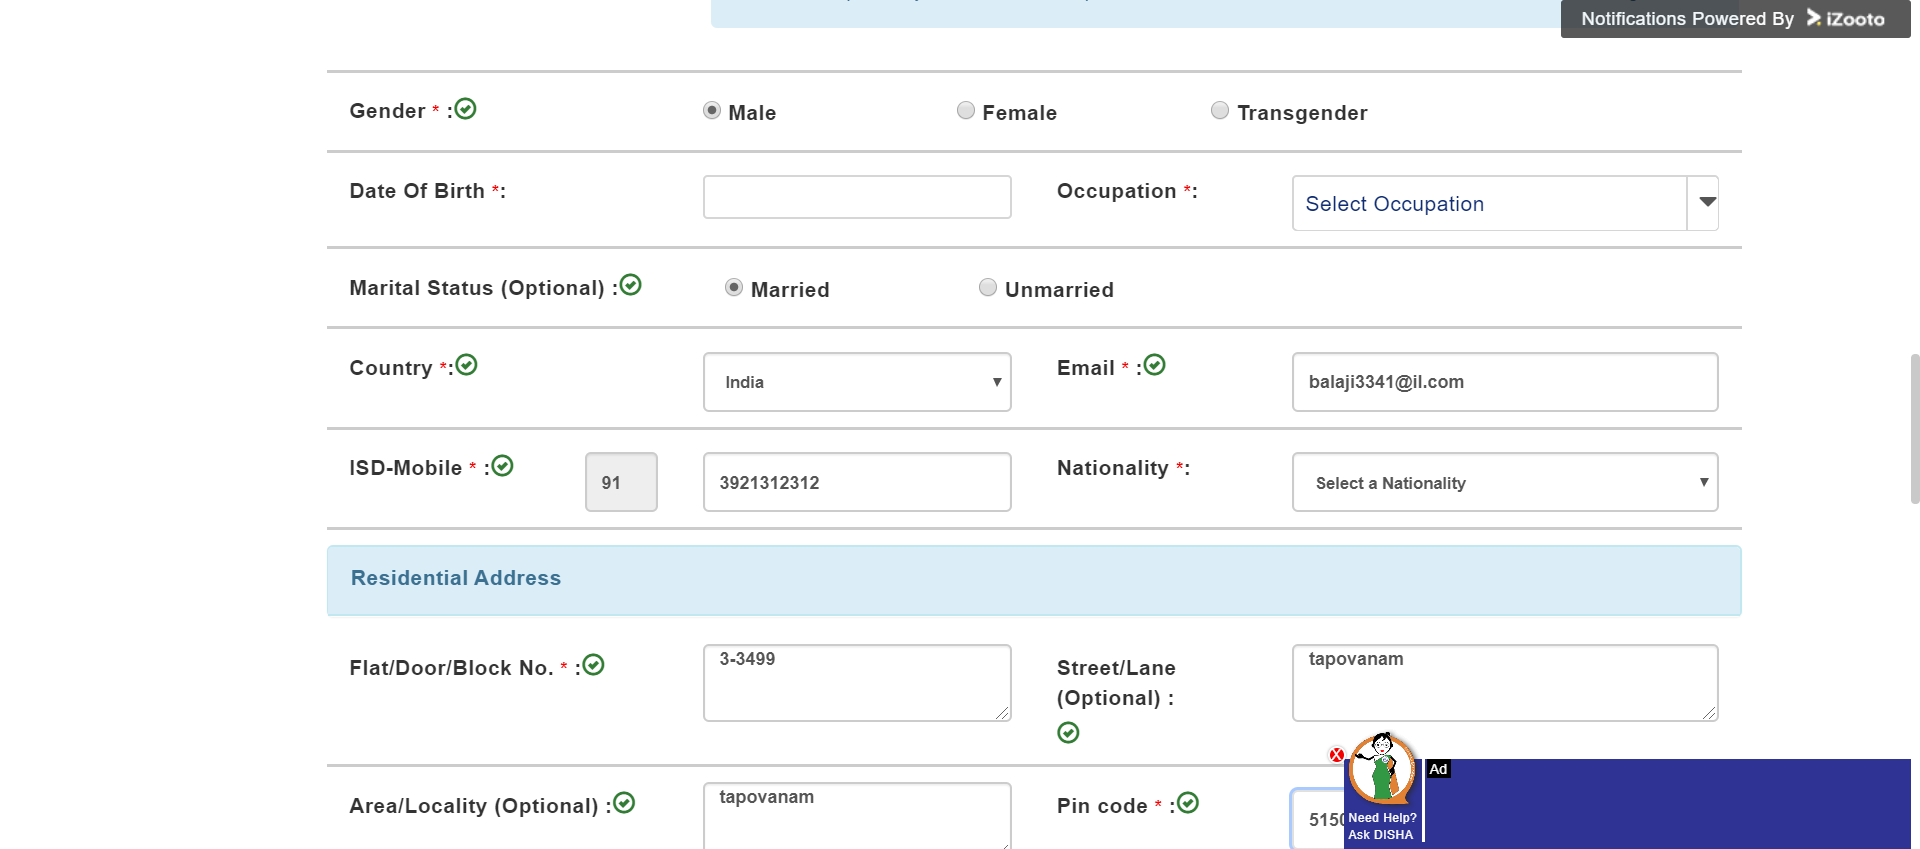 Notifications Powered By iZooto
Gender * :
Male Female Transgender
Date Of Birth *:
Occupation *: Select Occupation
Marital Status (Optional) :
Married Unmarried
Country *: India
Email * : balaji3341@il.com
ISD-Mobile * : 91 3921312312
Nationality *: Select a Nationality
Residential Address
Flat/Door/Block No. * : 3-3499
Street/Lane
(Optional) :
tapovanam
Area/Locality (Optional) : tapovanam
Pin code * : 5150
X
Ad
Need Help?
Ask DISHA